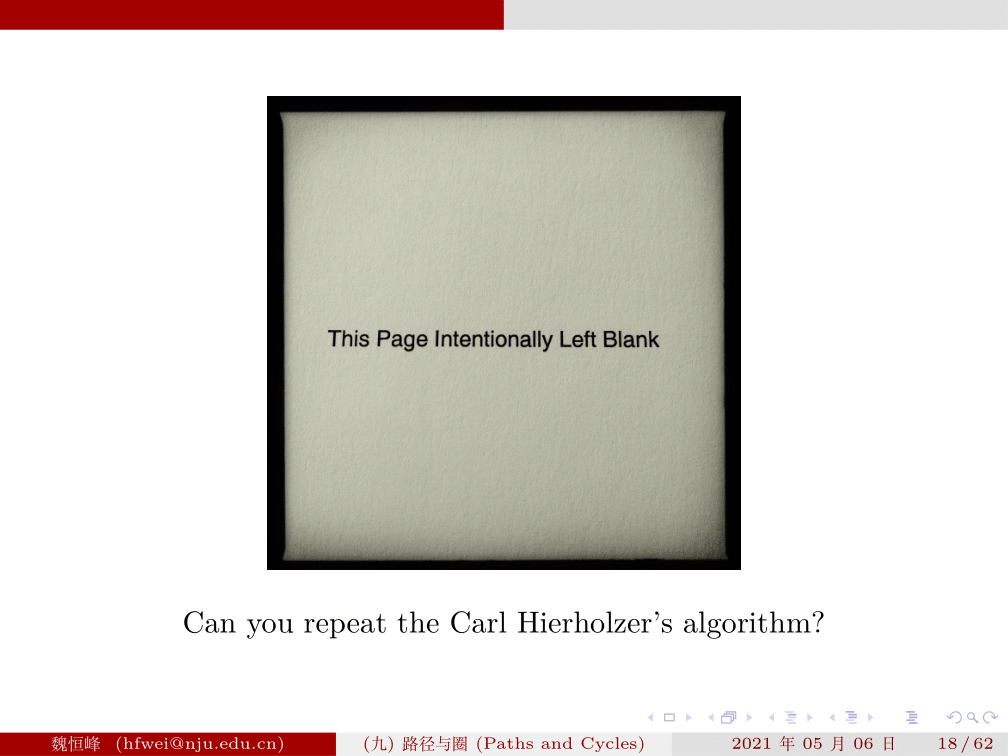 This Page Intentionally Left Blank
Can you repeat the Carl Hierholzer's algorithm?
魏恒峰 (hfwei@nju.edu.cn) (九) 路径与圈 (Paths and Cycles) 2021 年 05 月 06 日 18 / 62